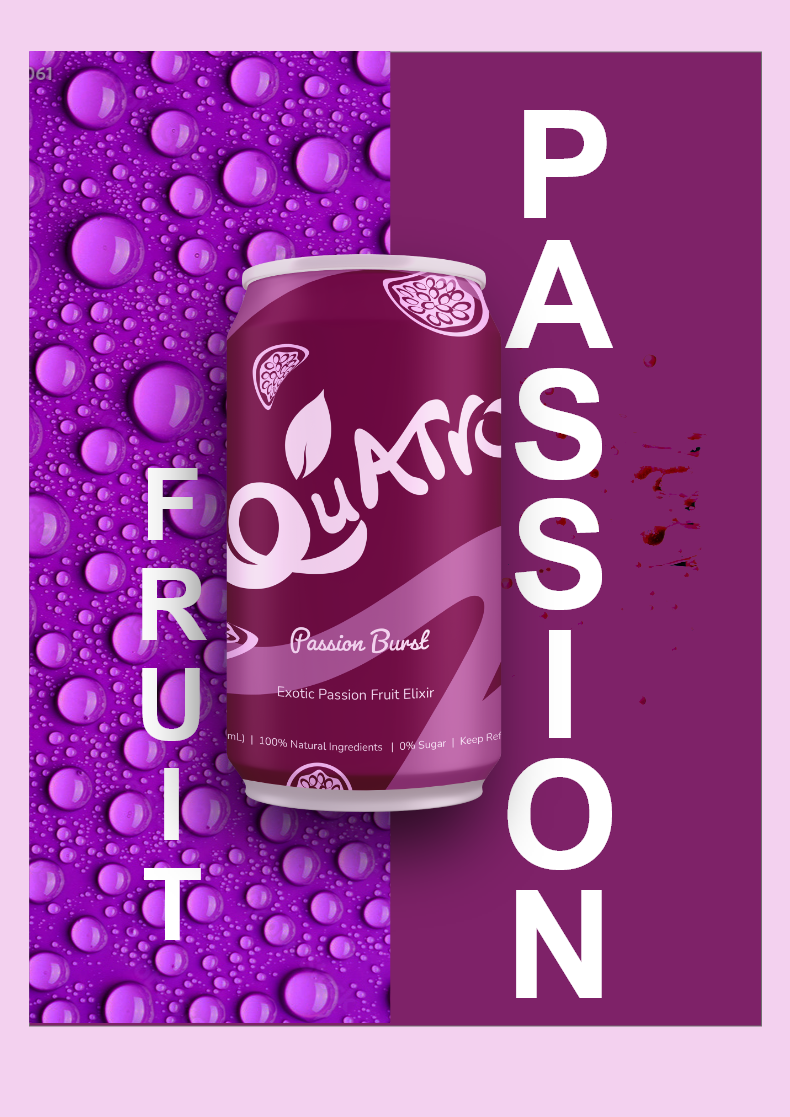 061
PASSION
FRUIT
QuATro
Passion Burst
Exotic Passion Fruit Elixir
mL) | 100% Natural Ingredients | 0% Sugar | Keep Ref